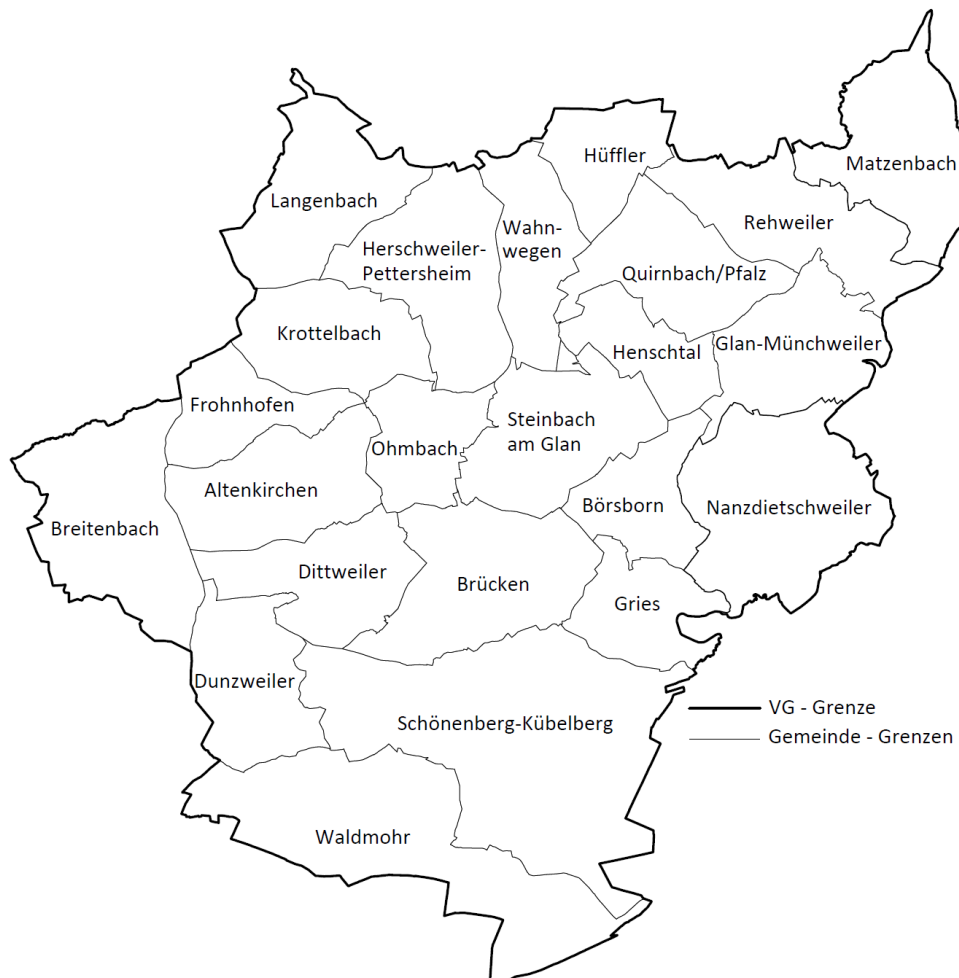 Hüffler
Matzenbach
Langenbach
Wahn-
wegen
Rehweiler
Herschweiler-
Pettersheim
Quirnbach/Pfalz
Krottelbach
Henschtal
Glan-Münchweiler
Frohnhofen
Steinbach
am Glan
Ohmbach
Altenkirchen
Börsborn
Nanzdietschweiler
Breitenbach
Dittweiler
Brücken
Gries
Dunzweiler
Schönenberg-Kübelberg
VG - Grenze
Gemeinde - Grenzen
Waldmohr